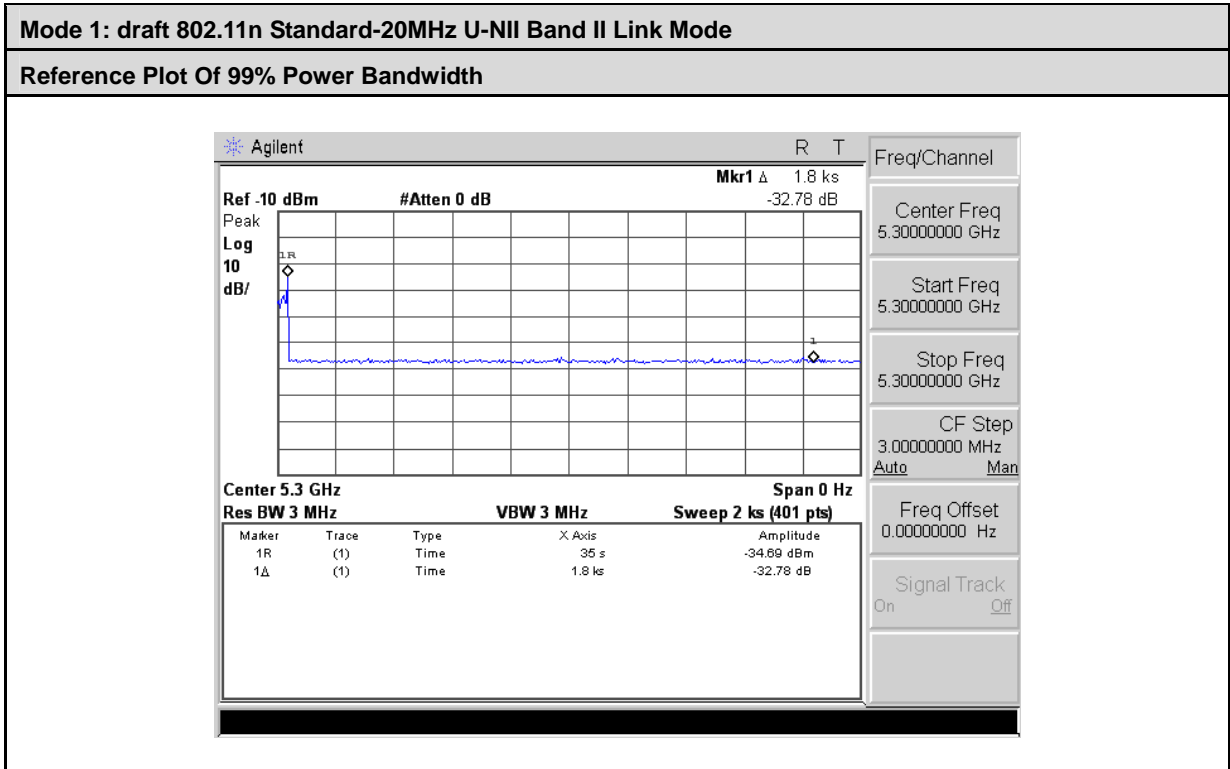 Mode 1: draft 802.11n Standard-20MHz U-NII Band II Link Mode
Reference Plot Of 99% Power Bandwidth
Agilent R T
Mkr1 Δ 1.8 ks
Ref -10 dBm #Atten 0 dB -32.78 dB
Peak
Log
10
dB/
1R
1
Center 5.3 GHz Span 0 Hz
Res BW 3 MHz VBW 3 MHz Sweep 2 ks (401 pts)
Marker Trace Type X Axis Amplitude
1R (1) Time 35 s -34.69 dBm
1Δ (1) Time 1.8 ks -32.78 dB
Freq/Channel
Center Freq
5.30000000 GHz
Start Freq
5.30000000 GHz
Stop Freq
5.30000000 GHz
CF Step
3.00000000 MHz
Auto Man
Freq Offset
0.00000000 Hz
Signal Track
On Off